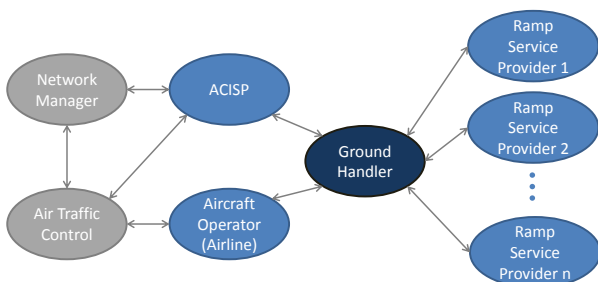 Network
Manager
ACISP
Air Traffic
Control
Aircraft
Operator
(Airline)
Ground
Handler
Ramp
Service
Provider 1
Ramp
Service
Provider 2
Ramp
Service
Provider n